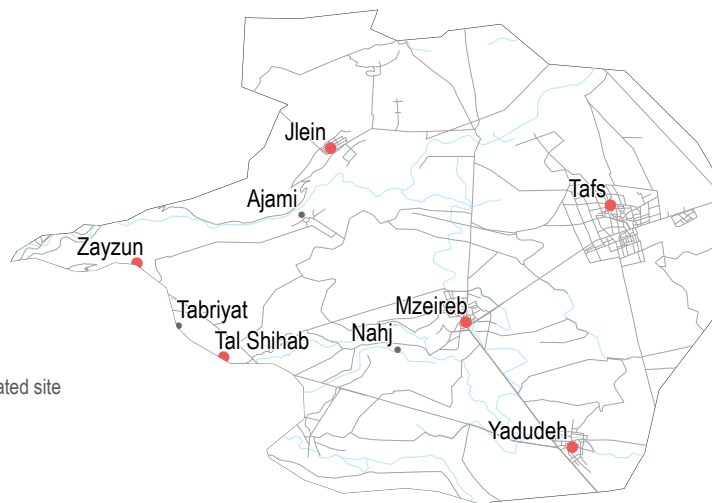 Jlein
Tafs
Ajami
Zayzun
Tabriyat
Mzeireb
Tal Shihab
Nahj
ated site
Yadudeh